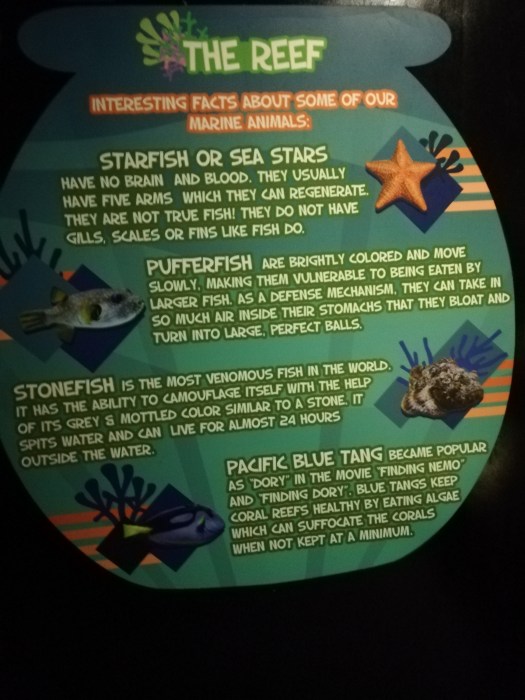 THE REEF
INTERESTING FACTS ABOUT SOME OF OUR
MARINE ANIMALS:
STARFISH OR SEA STARS
HAVE NO BRAIN AND BLOOD. THEY USUALLY
HAVE FIVE ARMS WHICH THEY CAN REGENERATE.
THEY ARE NOT TRUE FISH! THEY DO NOT HAVE
GILLS, SCALES OR FINS LIKE FISH DO.
PUFFERFISH ARE BRIGHTLY COLORED AND MOVE
SLOWLY, MAKING THEM VULNERABLE TO BEING EATEN BY
LARGER FISH. AS A DEFENSE MECHANISM, THEY CAN TAKE IN
SO MUCH AIR INSIDE THEIR STOMACHS THAT THEY BLOAT AND
TURN INTO LARGE, PERFECT BALLS.
STONEFISH IS THE MOST VENOMOUS FISH IN THE WORLD.
IT HAS THE ABILITY TO CAMOUFLAGE ITSELF WITH THE HELP
OF ITS GREY & MOTTLED COLOR SIMILAR TO A STONE. IT
SPITS WATER AND CAN LIVE FOR ALMOST 24 HOURS
OUTSIDE THE WATER.
PACIFIC BLUE TANG BECAME POPULAR
AS "DORY" IN THE MOVIE "FINDING NEMO"
AND "FINDING DORY". BLUE TANGS KEEP
CORAL REEFS HEALTHY BY EATING ALGAE
WHICH CAN SUFFOCATE THE CORALS
WHEN NOT KEPT AT A MINIMUM.